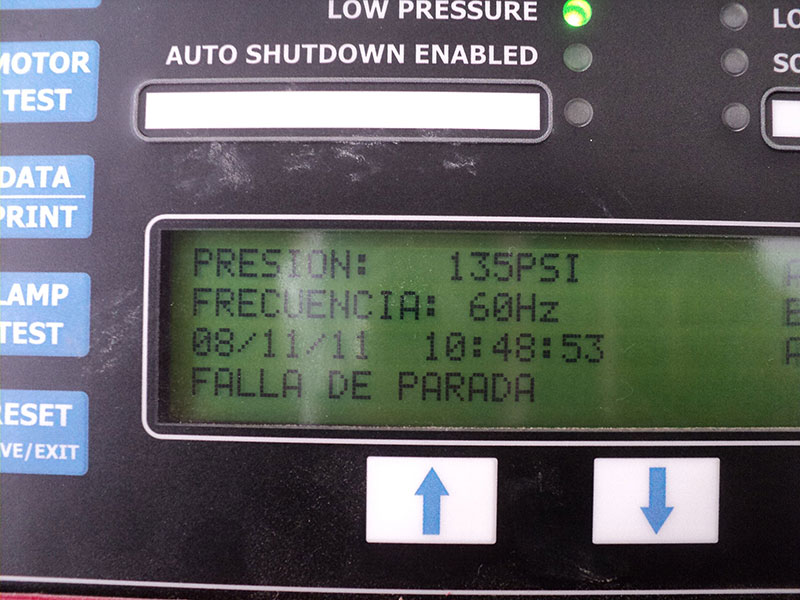 LOW PRESSURE
AUTO SHUTDOWN ENABLED
MOTOR
TEST
DATA
PRINT
LAMP
TEST
RESET
PRESION: 135PSI
FRECUENCIA: 60Hz
08/11/11 10:48:53
FALLA DE PARADA